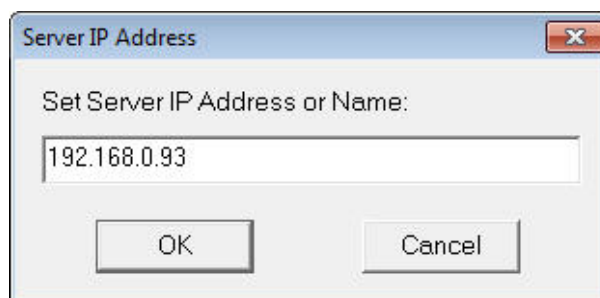 Server IP Address
Set Server IP Address or Name:
192.168.0.93
OK Cancel